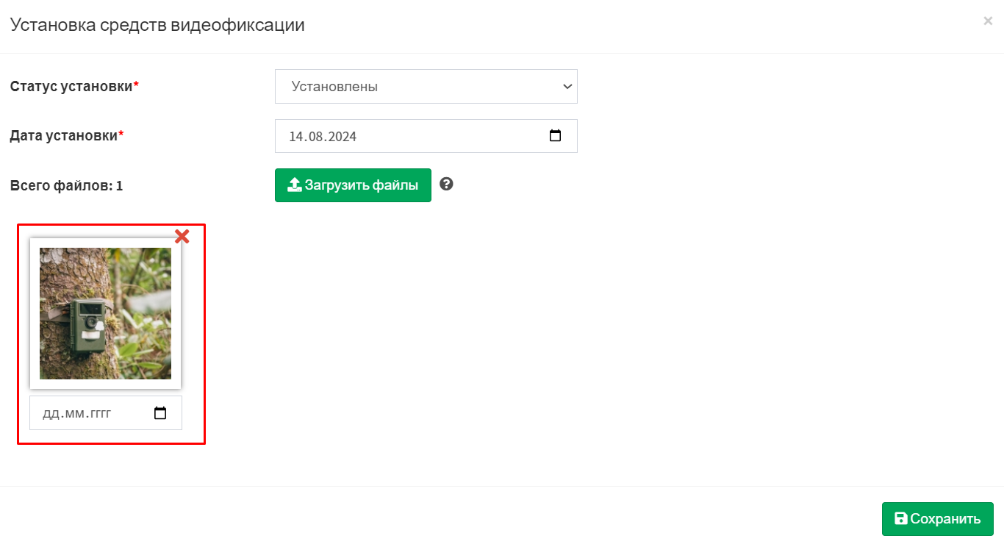 Установка средств видеофиксации
×
Статус установки*
Установлены
Дата установки*
14.08.2024
Всего файлов: 1
Загрузить файлы
?
дд.мм.гггг
Сохранить